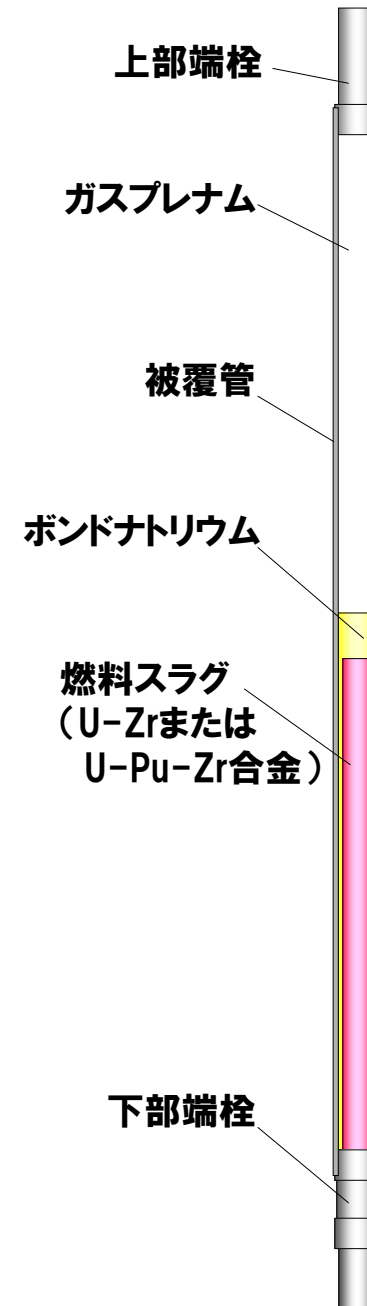 上部端栓
ガスプレナム
被覆管
ボンドナトリウム
燃料スラグ
（U-Zrまたは
U-Pu-Zr合金）
下部端栓